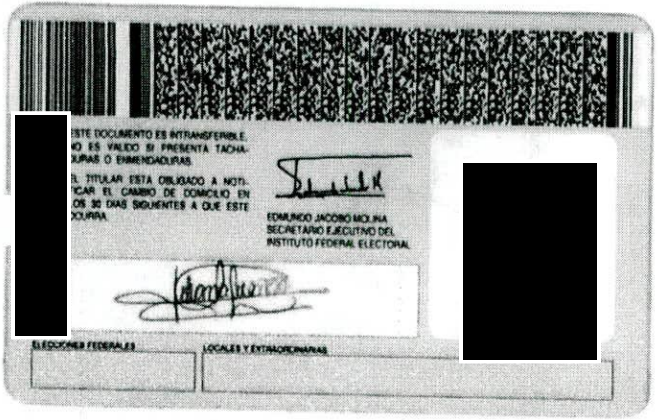 ESTE DOCUMENTO ES INTRANSFERIBLE.
NO ES VALIDO SI PRESENTA TACHA-
DURAS O ENMENDADURAS.
EL TITULAR ESTA OBLIGADO A NOTI-
FICAR EL CAMBIO DE DOMICILIO EN
LOS 30 DIAS SIGUIENTES A QUE ESTE
OCURRA.
EDMUNDO JACOBO MOLINA
SECRETARIO EJECUTIVO DEL
INSTITUTO FEDERAL ELECTORAL
ELECCIONES FEDERALES
LOCALES Y EXTRAORDINARIAS